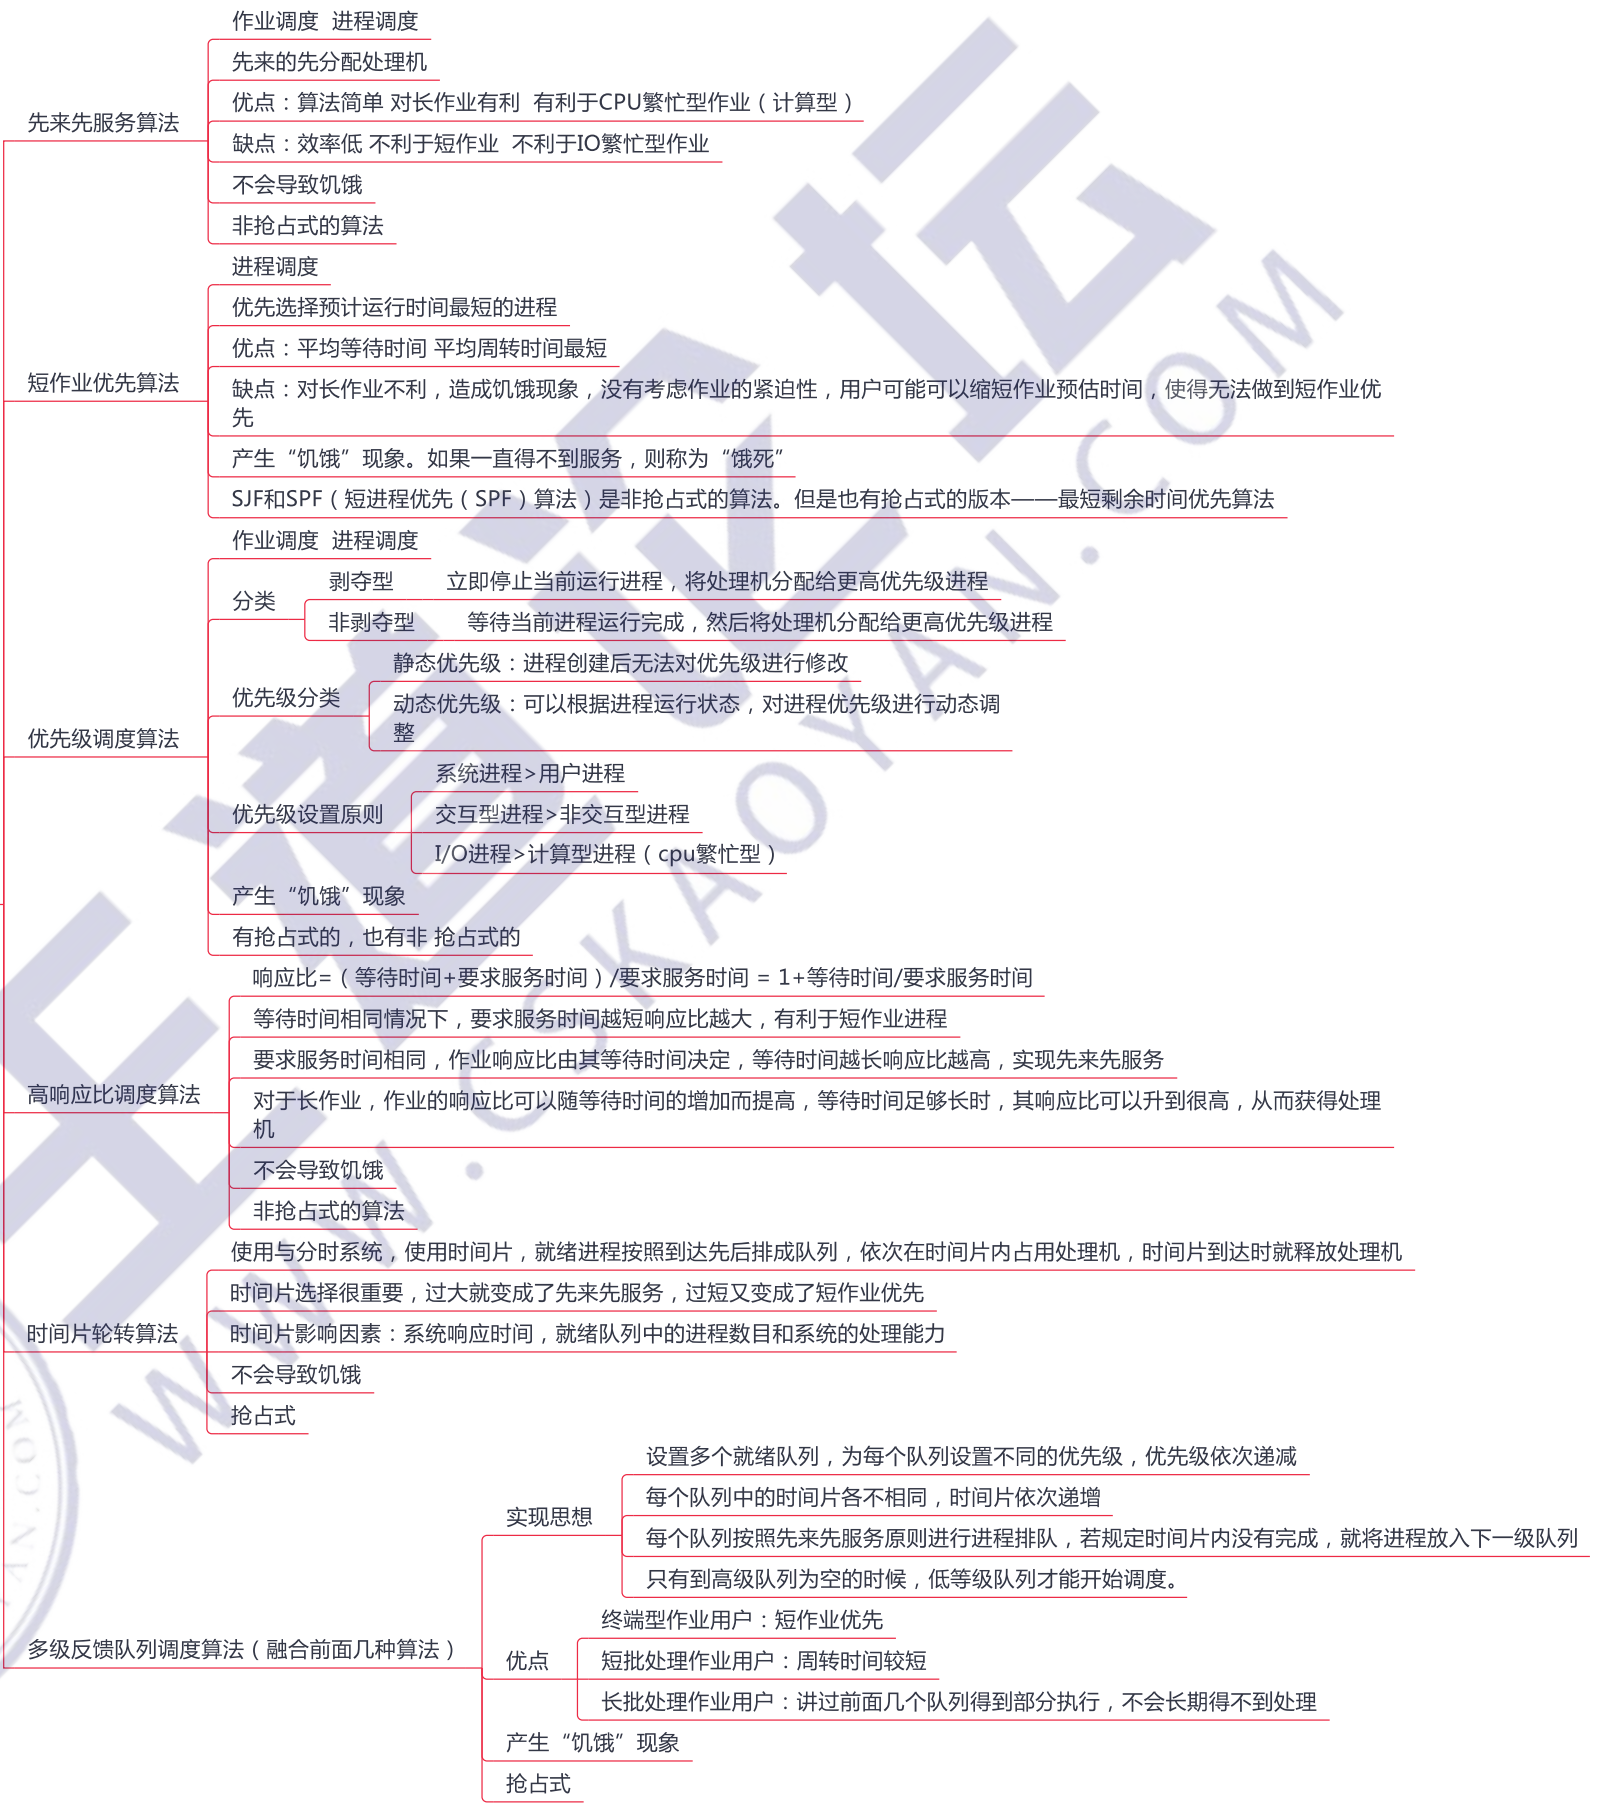 作业调度 进程调度
先来的先分配处理机
优点：算法简单 对长作业有利 有利于CPU繁忙型作业（计算型）
先来先服务算法
缺点：效率低 不利于短作业 不利于IO繁忙型作业
不会导致饥饿
非抢占式的算法
进程调度
优先选择预计运行时间最短的进程
优点：平均等待时间 平均周转时间最短
短作业优先算法
缺点：对长作业不利，造成饥饿现象，没有考虑作业的紧迫性，用户可能可以缩短作业预估时间，使得无法做到短作业优
先
产生“饥饿”现象。如果一直得不到服务，则称为“饿死”
SJF和SPF（短进程优先（SPF）算法）是非抢占式的算法。但是也有抢占式的版本——最短剩余时间优先算法
作业调度 进程调度
分类
剥夺型 立即停止当前运行进程，将处理机分配给更高优先级进程
非剥夺型 等待当前进程运行完成，然后将处理机分配给更高优先级进程
优先级分类
静态优先级：进程创建后无法对优先级进行修改
动态优先级：可以根据进程运行状态，对进程优先级进行动态调
整
优先级调度算法
优先级设置原则
系统进程>用户进程
交互型进程>非交互型进程
I/O进程>计算型进程（cpu繁忙型）
产生“饥饿”现象
有抢占式的，也有非 抢占式的
响应比=（等待时间+要求服务时间）/要求服务时间 = 1+等待时间/要求服务时间
等待时间相同情况下，要求服务时间越短响应比越大，有利于短作业进程
要求服务时间相同，作业响应比由其等待时间决定，等待时间越长响应比越高，实现先来先服务
高响应比调度算法
对于长作业，作业的响应比可以随等待时间的增加而提高，等待时间足够长时，其响应比可以升到很高，从而获得处理
机
不会导致饥饿
非抢占式的算法
使用与分时系统，使用时间片，就绪进程按照到达先后排成队列，依次在时间片内占用处理机，时间片到达时就释放处理机
时间片选择很重要，过大就变成了先来先服务，过短又变成了短作业优先
时间片轮转算法
时间片影响因素：系统响应时间，就绪队列中的进程数目和系统的处理能力
不会导致饥饿
抢占式
实现思想
设置多个就绪队列，为每个队列设置不同的优先级，优先级依次递减
每个队列中的时间片各不相同，时间片依次递增
每个队列按照先来先服务原则进行进程排队，若规定时间片内没有完成，就将进程放入下一级队列
只有到高级队列为空的时候，低等级队列才能开始调度。
多级反馈队列调度算法（融合前面几种算法）
优点
终端型作业用户：短作业优先
短批处理作业用户：周转时间较短
长批处理作业用户：讲过前面几个队列得到部分执行，不会长期得不到处理
产生“饥饿”现象
抢占式
王道论坛
WWW.CSKAOYAN.COM